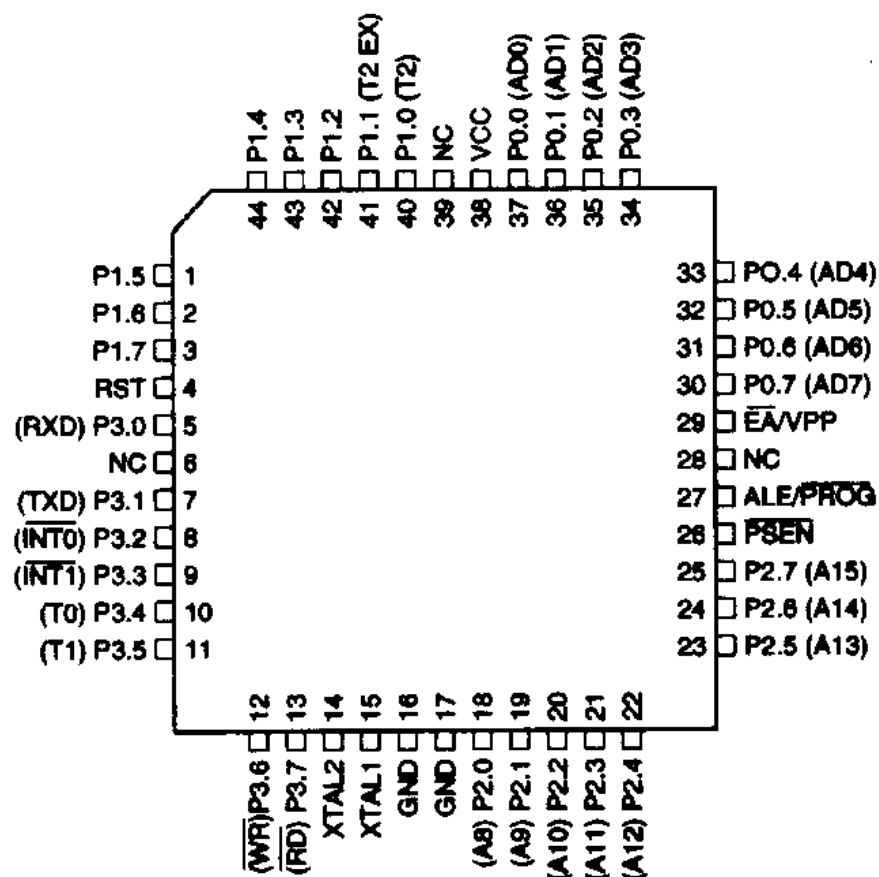 P1.4
P1.3
P1.2
P1.1 (T2 EX)
P1.0 (T2)
NC
VCC
P0.0 (AD0)
P0.1 (AD1)
P0.2 (AD2)
P0.3 (AD3)
44
43
42
41
40
39
38
37
36
35
34
P1.5 1
P1.6 2
P1.7 3
RST 4
(RXD) P3.0 5
NC 6
(TXD) P3.1 7
(I̅N̅T̅0̅) P3.2 8
(I̅N̅T̅1̅) P3.3 9
(T0) P3.4 10
(T1) P3.5 11
33 PO.4 (AD4)
32 P0.5 (AD5)
31 P0.6 (AD6)
30 P0.7 (AD7)
29 E̅A̅/VPP
28 NC
27 ALE/P̅R̅O̅G̅
26 P̅S̅E̅N̅
25 P2.7 (A15)
24 P2.6 (A14)
23 P2.5 (A13)
12
13
14
15
16
17
18
19
20
21
22
(W̅R̅)P3.6
(R̅D̅) P3.7
XTAL2
XTAL1
GND
GND
(A8) P2.0
(A9) P2.1
(A10) P2.2
(A11) P2.3
(A12) P2.4